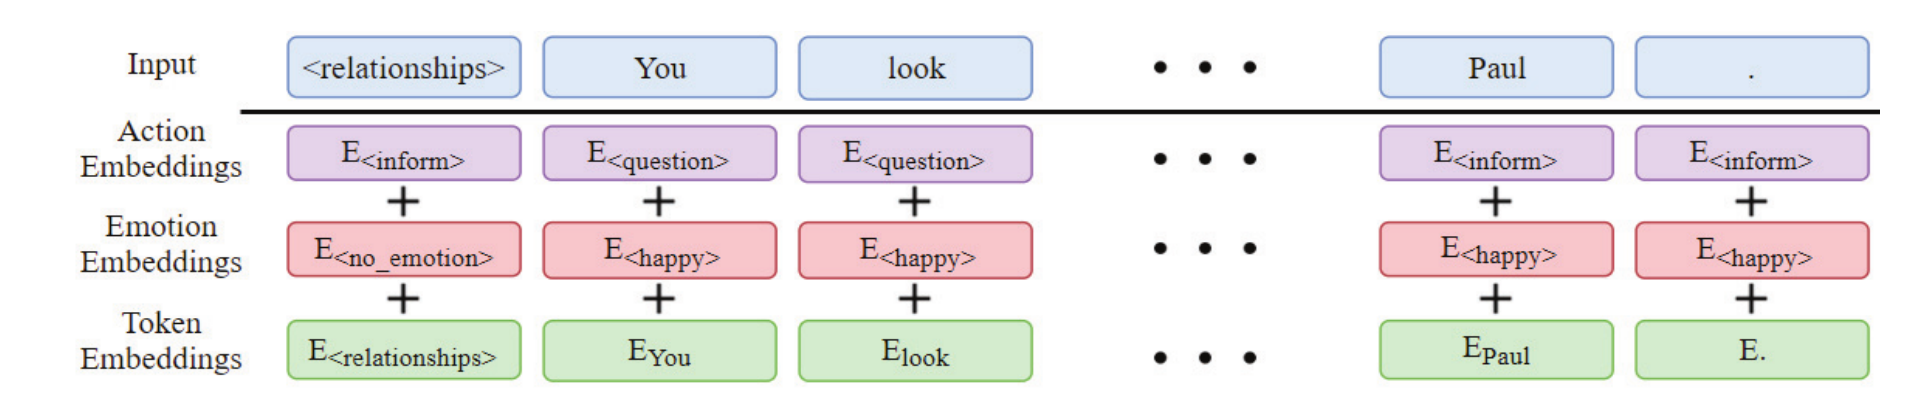 Input <relationships> You look • • • Paul .
Action Embeddings E<inform> E<question> E<question> • • • E<inform> E<inform>
+ + + + +
Emotion Embeddings E<no_emotion> E<happy> E<happy> • • • E<happy> E<happy>
+ + + + +
Token Embeddings E<relationships> EYou Elook • • • EPaul E.